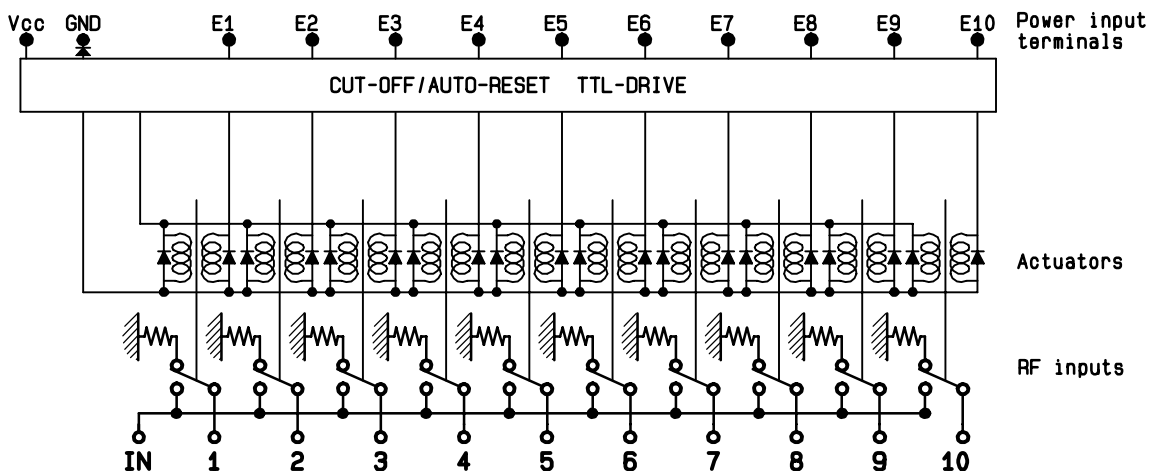 Vcc GND E1 E2 E3 E4 E5 E6 E7 E8 E9 E10 Power input
terminals
CUT-OFF/AUTO-RESET TTL-DRIVE
Actuators
RF inputs
IN 1 2 3 4 5 6 7 8 9 10